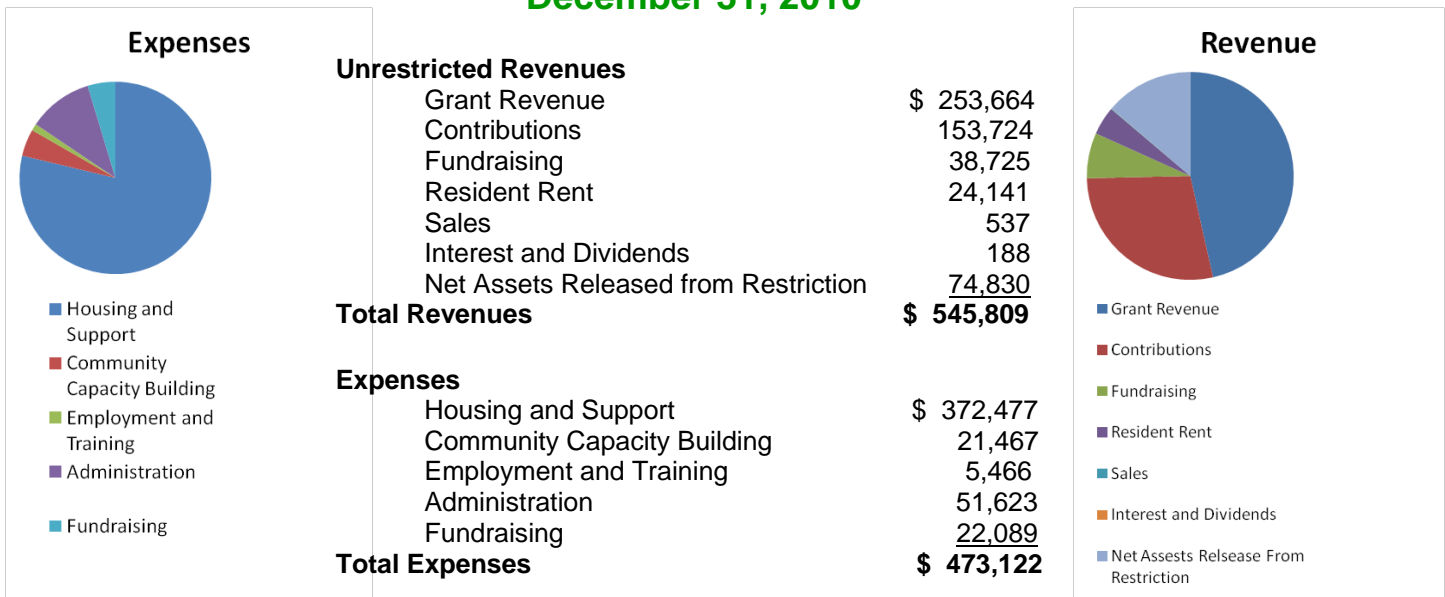 December 31,
Expenses
Housing and
Support
Community
Capacity Building
Employment and
Training
Administration
Fundraising
Unrestricted Revenues
Grant Revenue $ 253,664
Contributions 153,724
Fundraising 38,725
Resident Rent 24,141
Sales 537
Interest and Dividends 188
Net Assets Released from Restriction 74,830
Total Revenues $ 545,809
Expenses
Housing and Support $ 372,477
Community Capacity Building 21,467
Employment and Training 5,466
Administration 51,623
Fundraising 22,089
Total Expenses $ 473,122
Revenue
Grant Revenue
Contributions
Fundraising
Resident Rent
Sales
Interest and Dividends
Net Assests Relsease From
Restriction